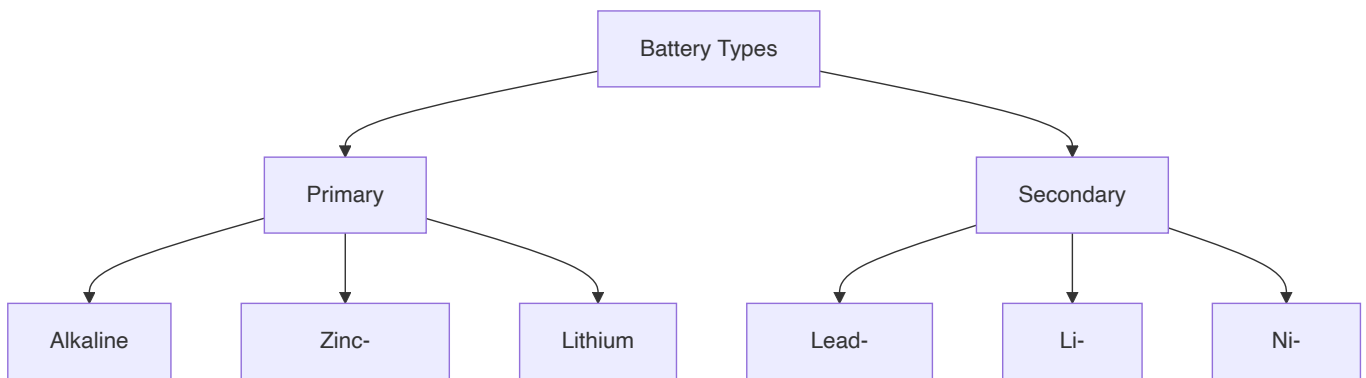 Battery Types
Primary
Secondary
Alkaline
Zinc-
Lithium
Lead-
Li-
Ni-